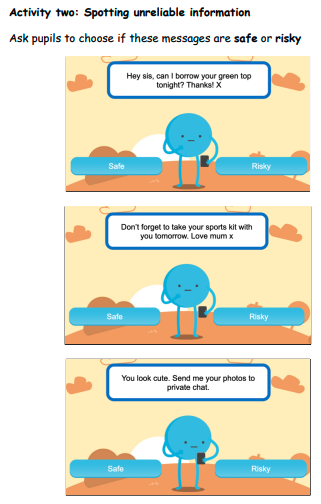 Activity two: Spotting unreliable information
Ask pupils to choose if these messages are safe or risky
Hey sis, can I borrow your green top
tonight? Thanks! X
Safe
Risky
Don't forget to take your sports kit with
you tomorrow. Love mum x
Safe
Risky
You look cute. Send me your photos to
private chat.
Safe
Risky